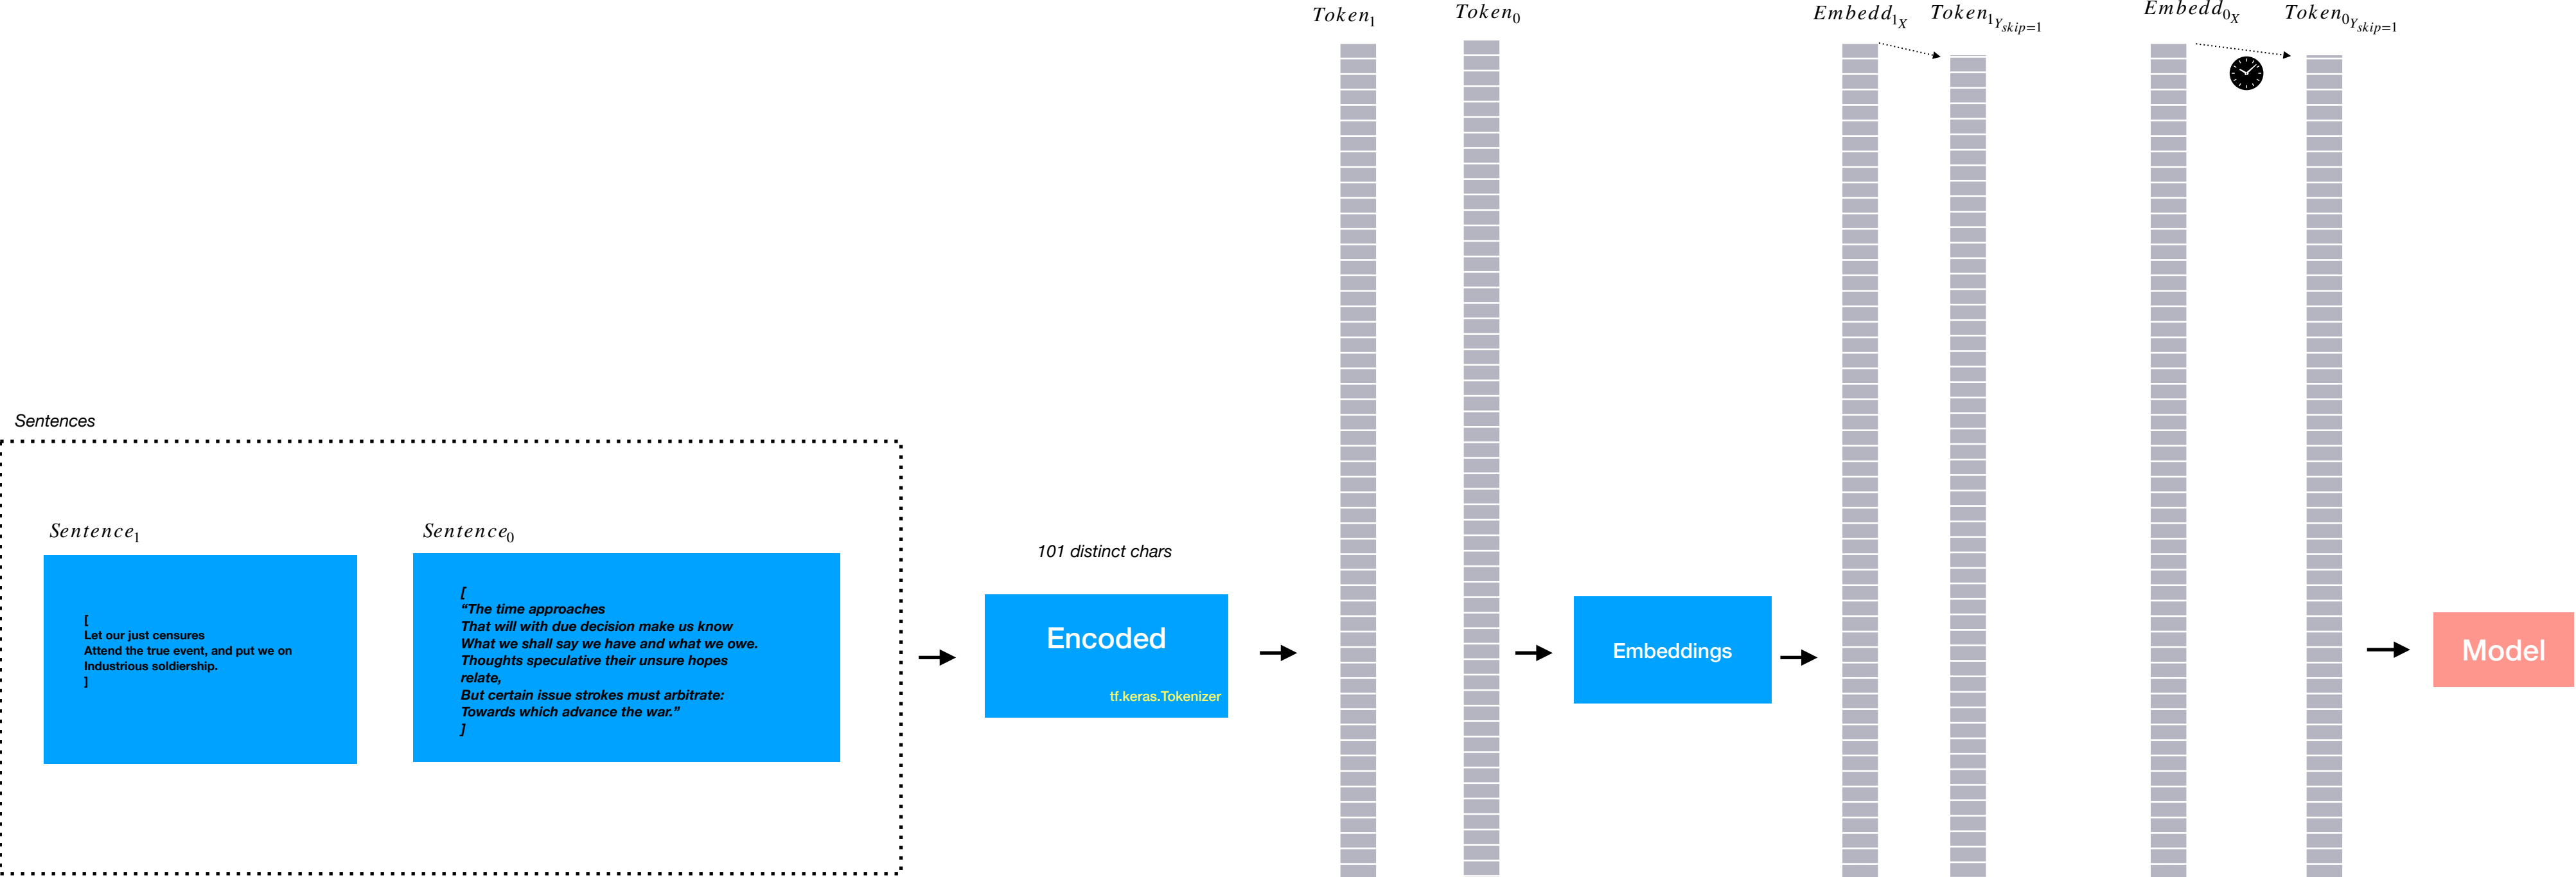 Token1
Token0
Embedd1X
Token1Yskip=1
Embedd0X
Token0Yskip=1
Sentences
Sentence1
Sentence0
[
Let our just censures
Attend the true event, and put we on
Industrious soldiership.
]
[
“The time approaches
That will with due decision make us know
What we shall say we have and what we owe.
Thoughts speculative their unsure hopes
relate,
But certain issue strokes must arbitrate:
Towards which advance the war.”
]
101 distinct chars
Encoded
tf.keras.Tokenizer
Embeddings
Model